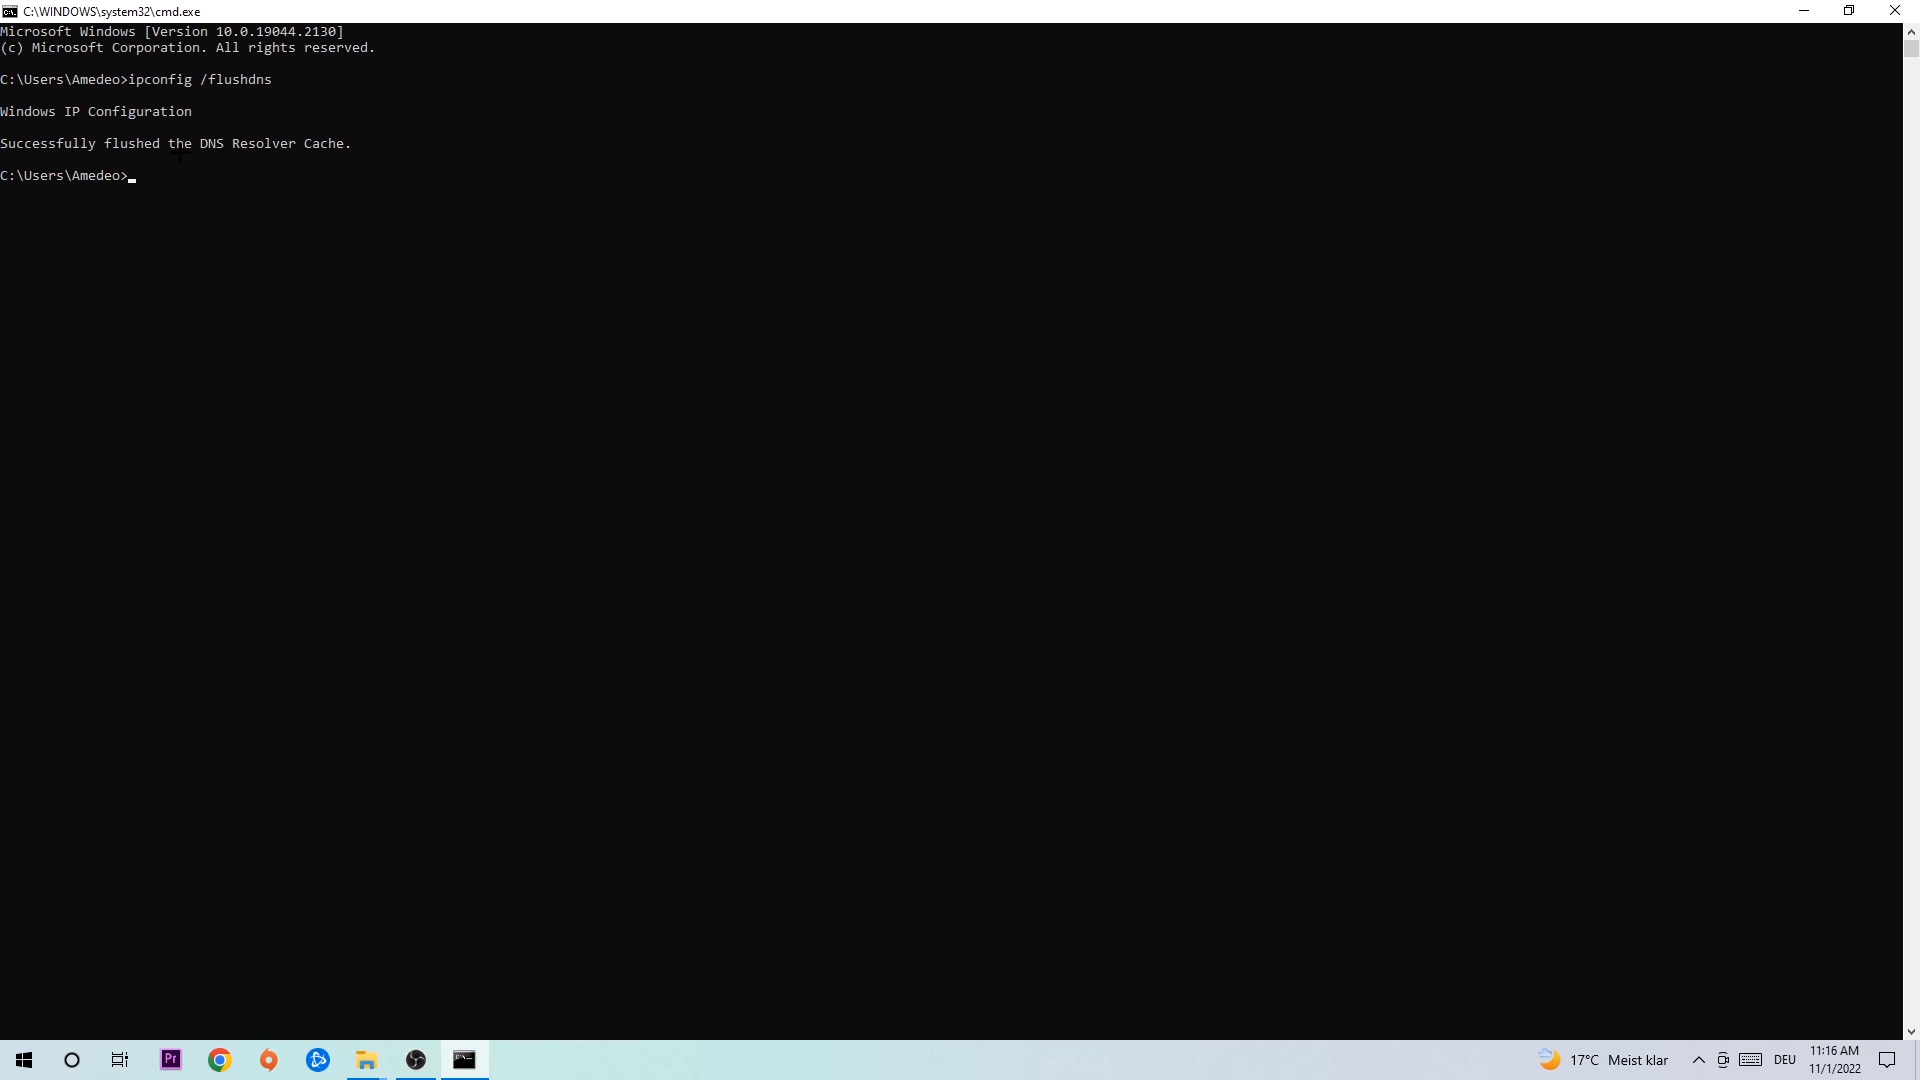 C:\WINDOWS\system32\cmd.exe
Microsoft Windows [Version 10.0.19044.2130]
(c) Microsoft Corporation. All rights reserved.
C:\Users\Amedeo>ipconfig /flushdns
Windows IP Configuration
Successfully flushed the DNS Resolver Cache.
C:\Users\Amedeo>
Pr
17°C Meist klar
DEU
11:16 AM
11/1/2022